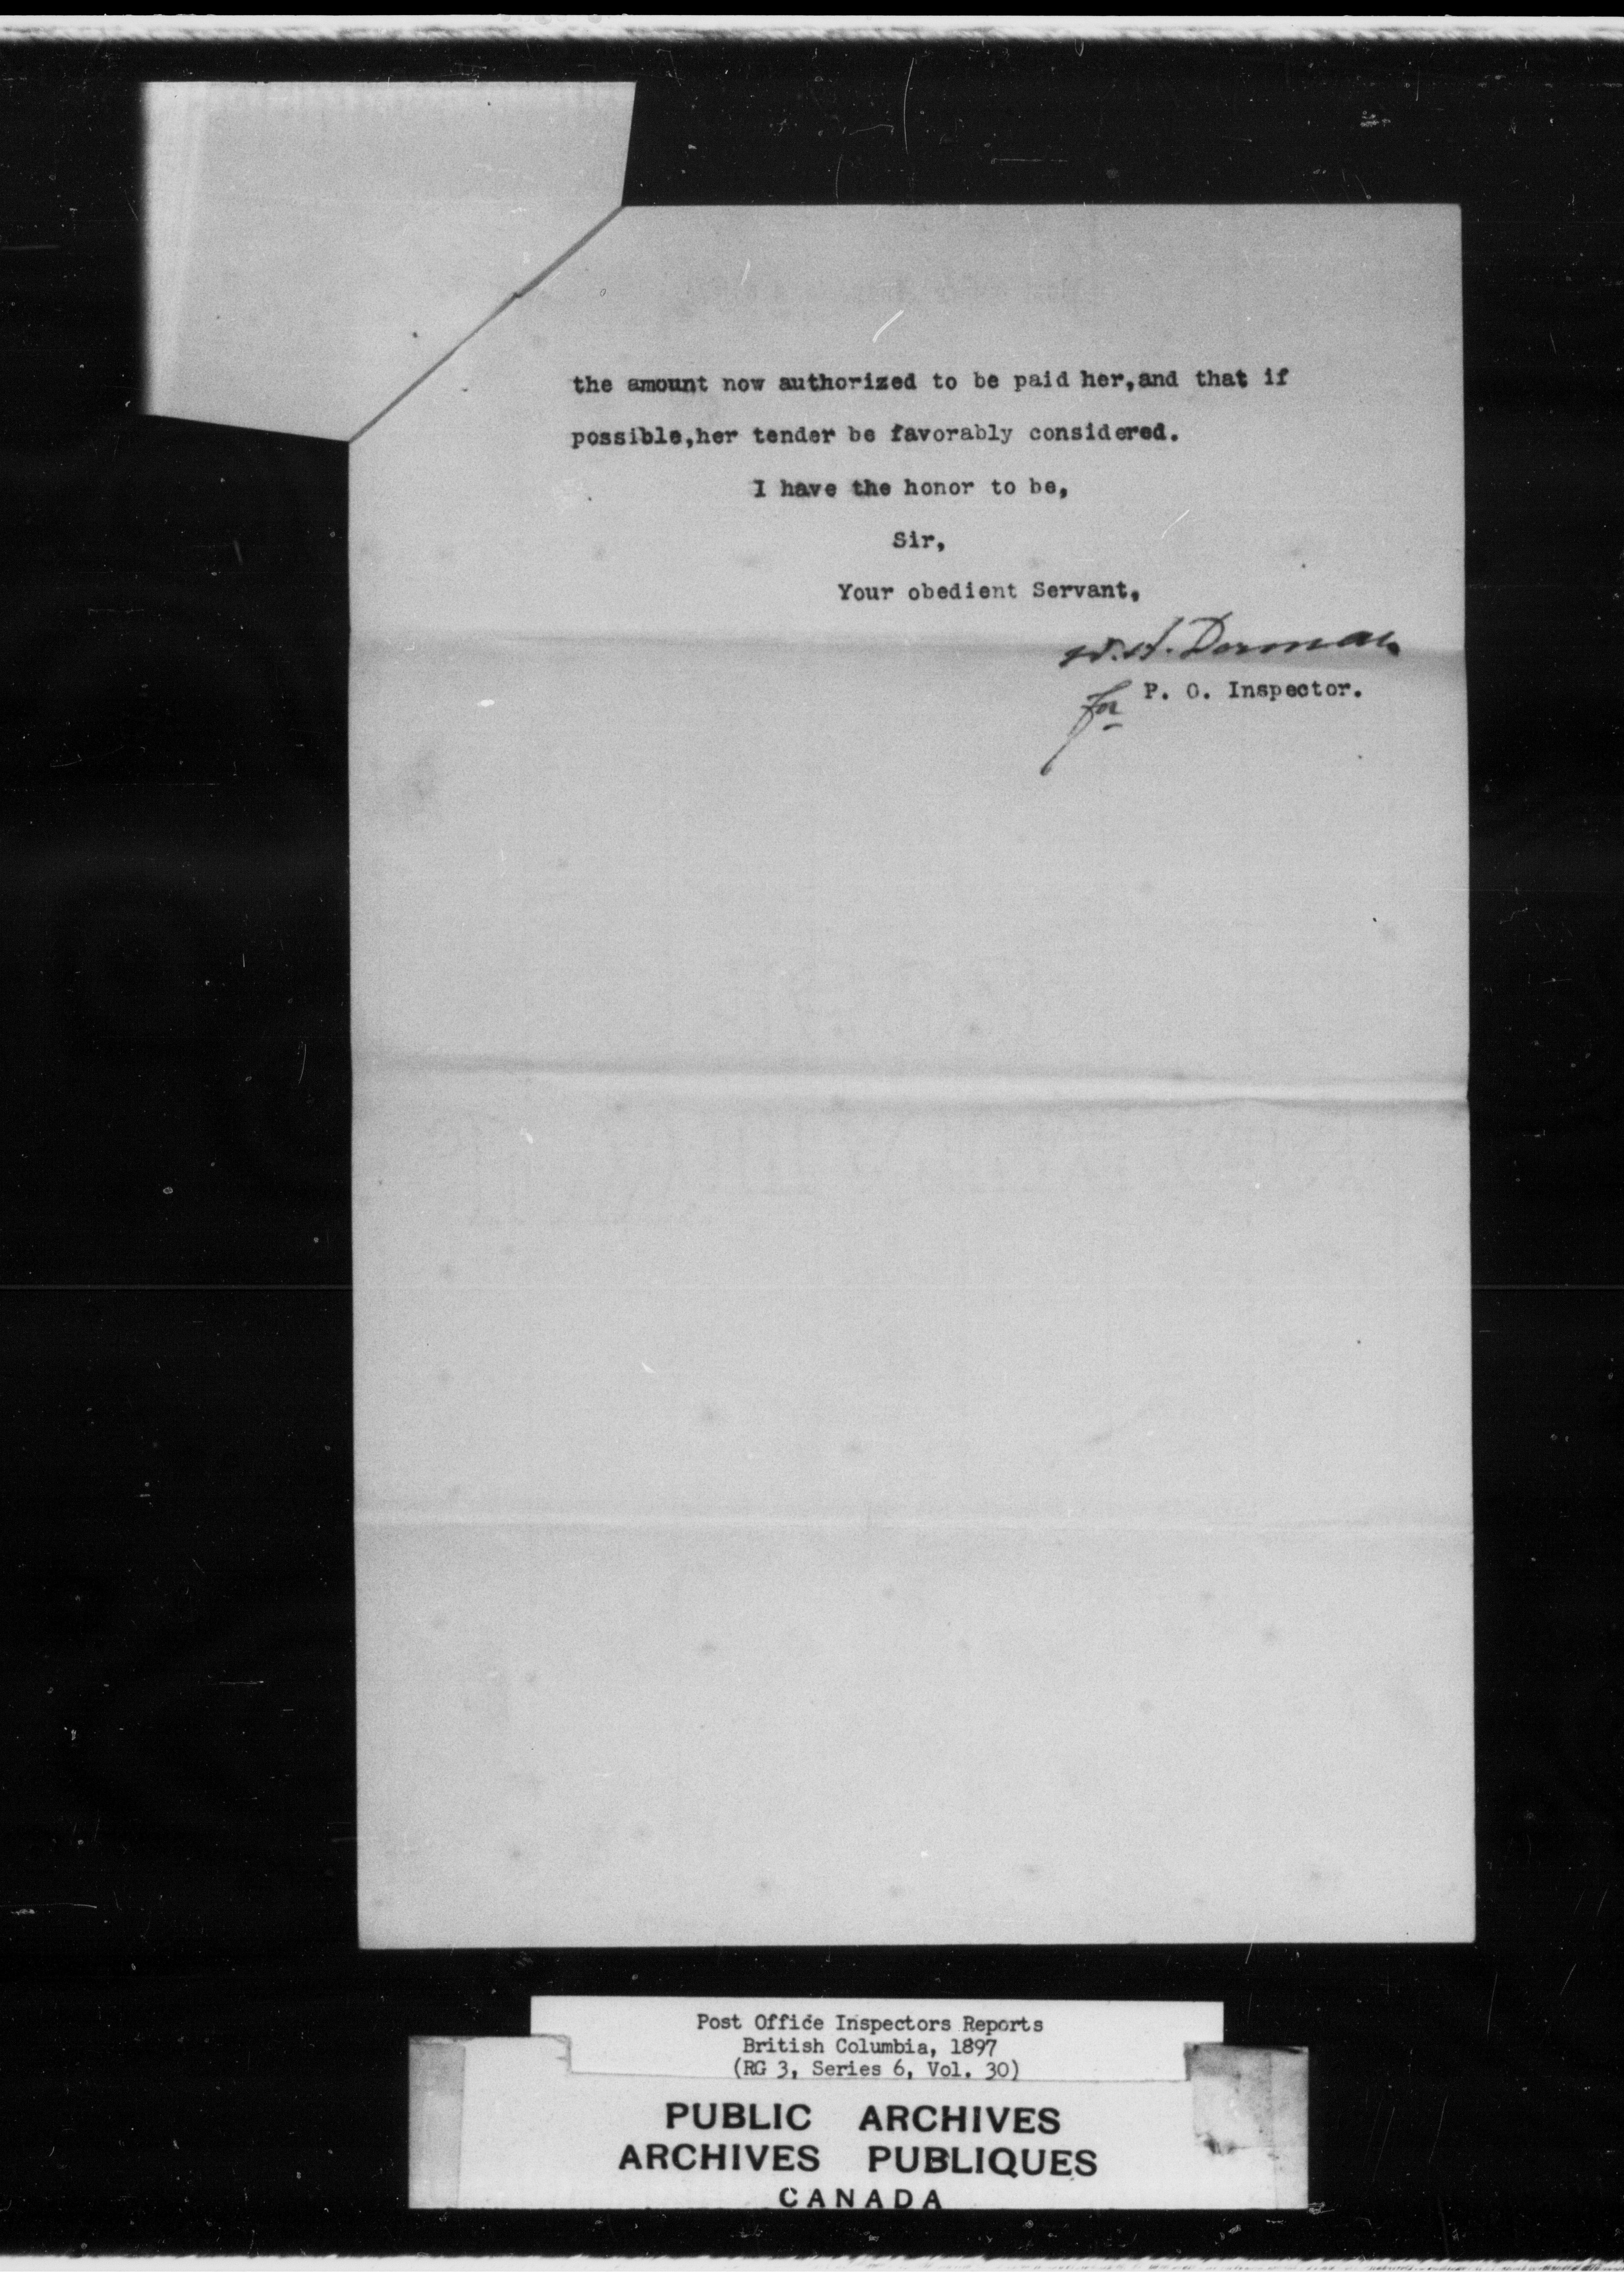 the amount now authorized to be paid her,and that if
possible,her tender be favorably considered.
I have the honor to be,
Sir,
Your obedient Servant,
W.H. Dorman
for P. O. Inspector.
Post Office Inspectors Reports
British Columbia, 1897
(RG 3, Series 6, Vol. 30)
PUBLIC ARCHIVES
ARCHIVES PUBLIQUES
CANADA